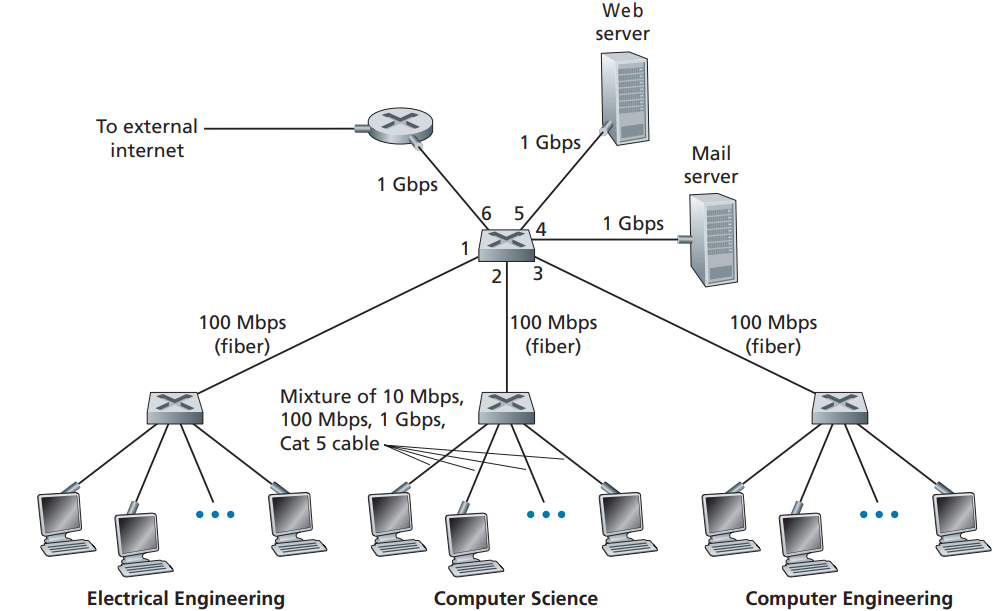 Web
server
To external
internet
1 Gbps
Mail
server
1 Gbps
1 Gbps
6
5
4
1
2
3
100 Mbps
(fiber)
100 Mbps
(fiber)
100 Mbps
(fiber)
Mixture of 10 Mbps,
100 Mbps, 1 Gbps,
Cat 5 cable
Electrical Engineering
Computer Science
Computer Engineering